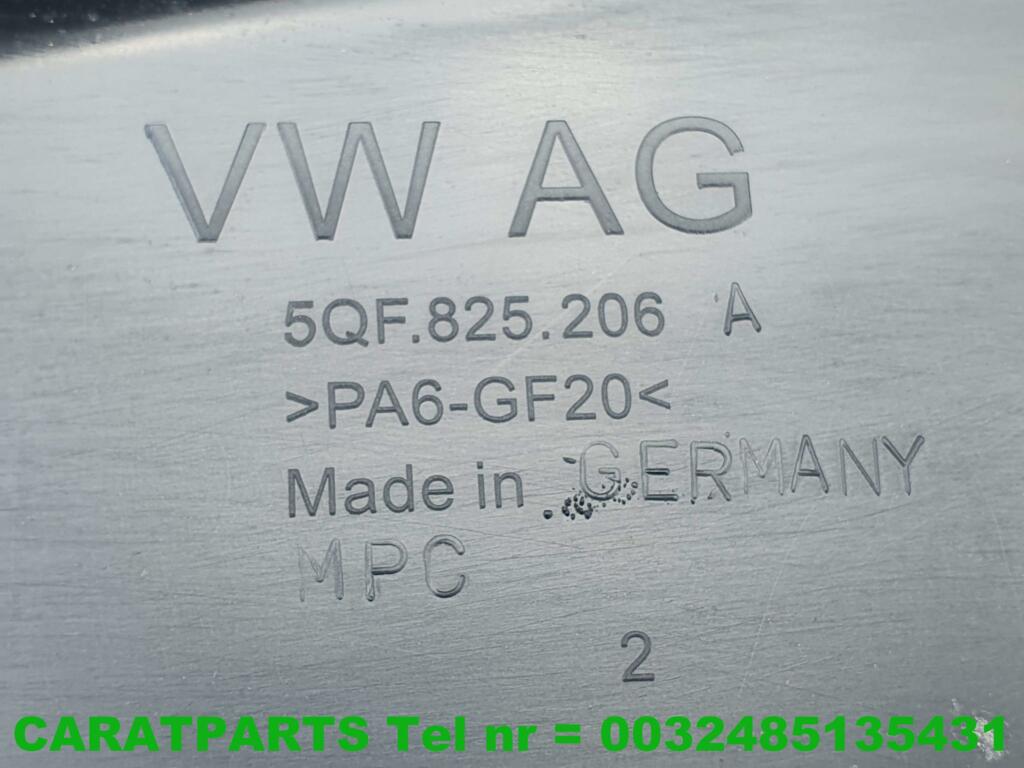 VW AG
5QF.825.206 A
>PA6-GF20<
Made in GERMANY
MPC
2
CARATPARTS Tel nr = 0032485135431